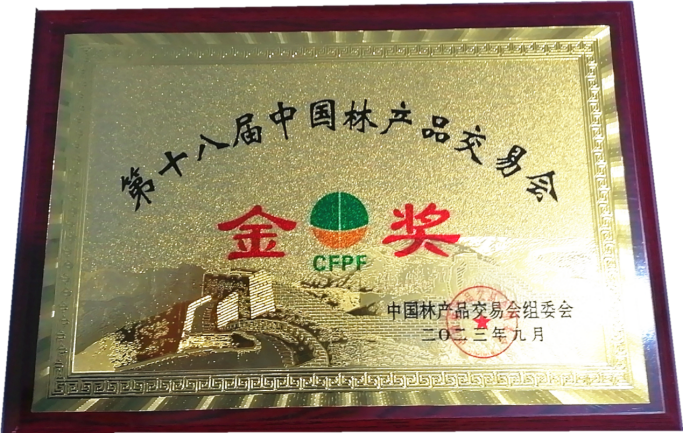 第十八届中国林产品交易会
金奖
CFPF
中国林产品交易会组委会
二〇二三年九月